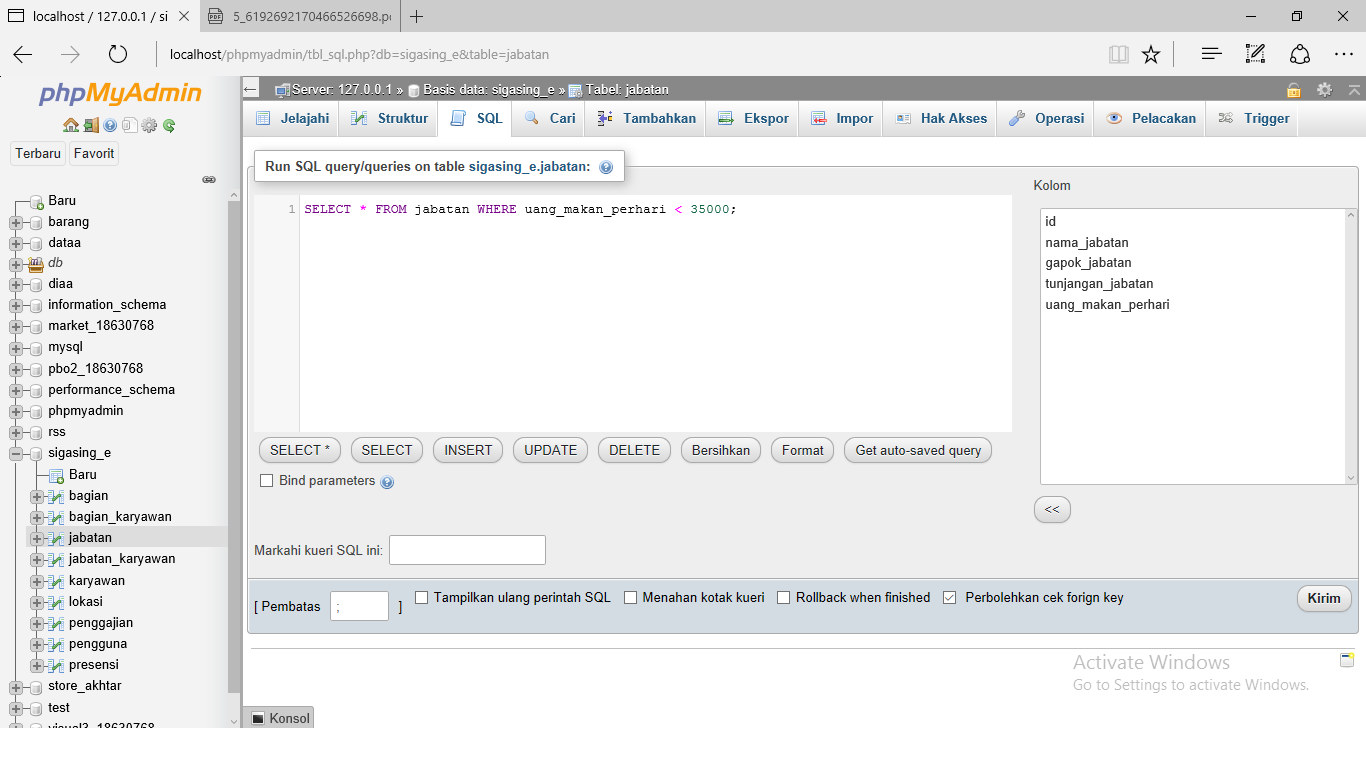 localhost / 127.0.0.1 / si
5_6192692170466526698.p
localhost/phpmyadmin/tbl_sql.php?db=sigasing_e&table=jabatan
phpMyAdmin
Terbaru Favorit
Baru
barang
dataa
db
diaa
information_schema
market_18630768
mysql
pbo2_18630768
performance_schema
phpmyadmin
rss
sigasing_e
Baru
bagian
bagian_karyawan
jabatan
jabatan_karyawan
karyawan
lokasi
penggajian
pengguna
presensi
store_akhtar
test
visual3_18630768
Server: 127.0.0.1 » Basis data: sigasing_e » Tabel: jabatan
Jelajahi Struktur SQL Cari Tambahkan Ekspor Impor Hak Akses Operasi Pelacakan Trigger
Run SQL query/queries on table sigasing_e.jabatan:
1 SELECT * FROM jabatan WHERE uang_makan_perhari < 35000;
Kolom
id
nama_jabatan
gapok_jabatan
tunjangan_jabatan
uang_makan_perhari
<<
SELECT * SELECT INSERT UPDATE DELETE Bersihkan Format Get auto-saved query
Bind parameters
Markahi kueri SQL ini:
[ Pembatas ; ] Tampilkan ulang perintah SQL Menahan kotak kueri Rollback when finished Perbolehkan cek forign key Kirim
Activate Windows
Go to Settings to activate Windows.
Konsol